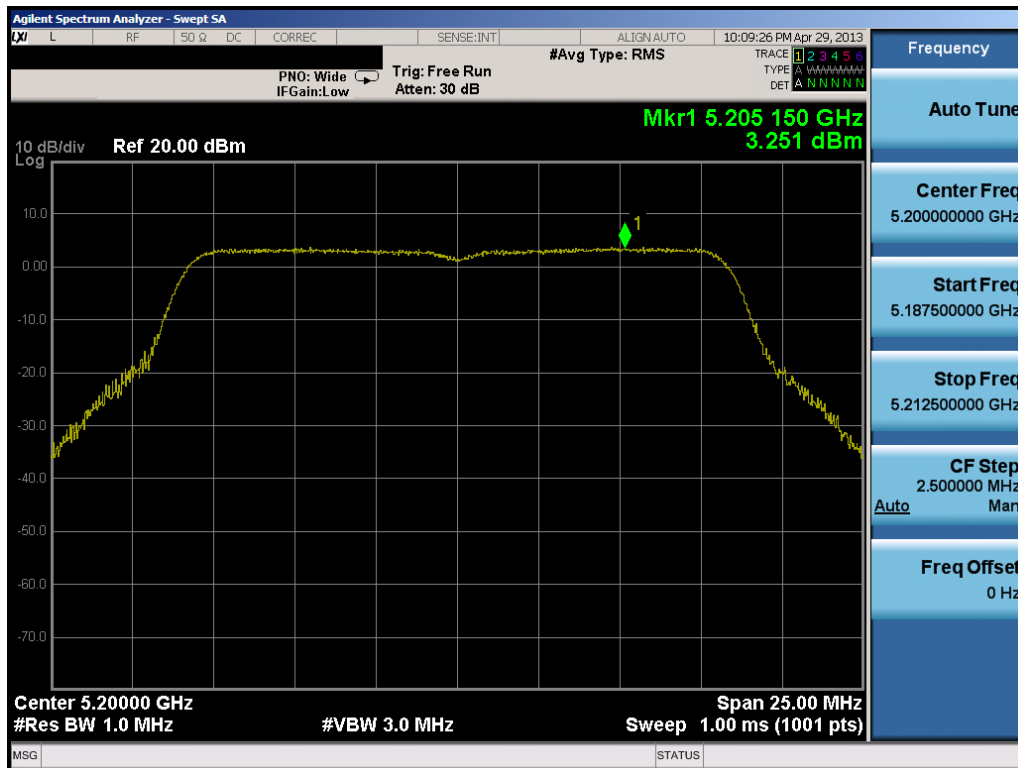 Agilent Spectrum Analyzer - Swept SA
LXI L RF 50 Ω DC CORREC SENSE:INT ALIGN AUTO 10:09:26 PM Apr 29, 2013
#Avg Type: RMS TRACE 1 2 3 4 5 6
PNO: Wide Trig: Free Run TYPE A WWWWW
IFGain:Low Atten: 30 dB DET A N N N N N
Mkr1 5.205 150 GHz
3.251 dBm
10 dB/div Ref 20.00 dBm
Log
10.0
0.00
-10.0
-20.0
-30.0
-40.0
-50.0
-60.0
-70.0
1
Center 5.20000 GHz Span 25.00 MHz
#Res BW 1.0 MHz #VBW 3.0 MHz Sweep 1.00 ms (1001 pts)
MSG STATUS
Frequency
Auto Tune
Center Freq
5.200000000 GHz
Start Freq
5.187500000 GHz
Stop Freq
5.212500000 GHz
CF Step
2.500000 MHz
Auto Man
Freq Offset
0 Hz